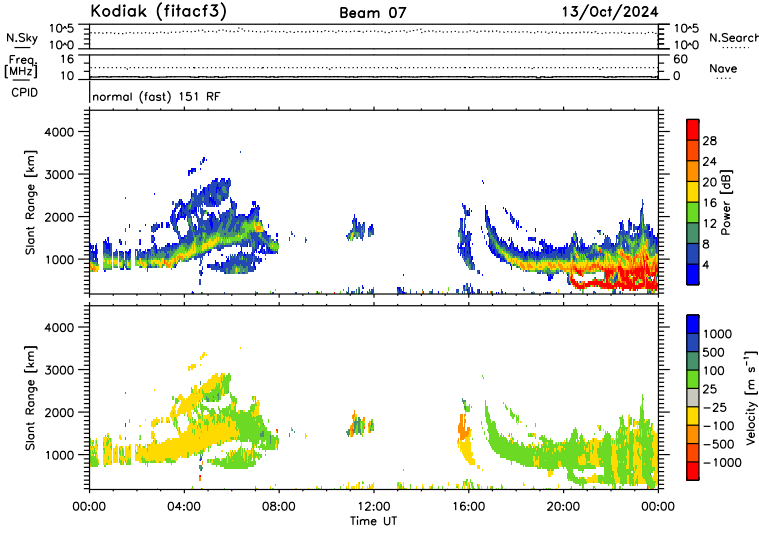 Kodiak (fitacf3) Beam 07 13/Oct/2024
N.Sky 10^5 10^0 10^5 10^0 N.Search
Freq. [MHz] 16 10 60 0 Nave
CPID normal (fast) 151 RF
Slant Range [km] 4000 3000 2000 1000
Power [dB] 28 24 20 16 12 8 4
Slant Range [km] 4000 3000 2000 1000
Velocity [m s⁻¹] 1000 500 100 25 −25 −100 −500 −1000
00:00 04:00 08:00 12:00 16:00 20:00 00:00
Time UT